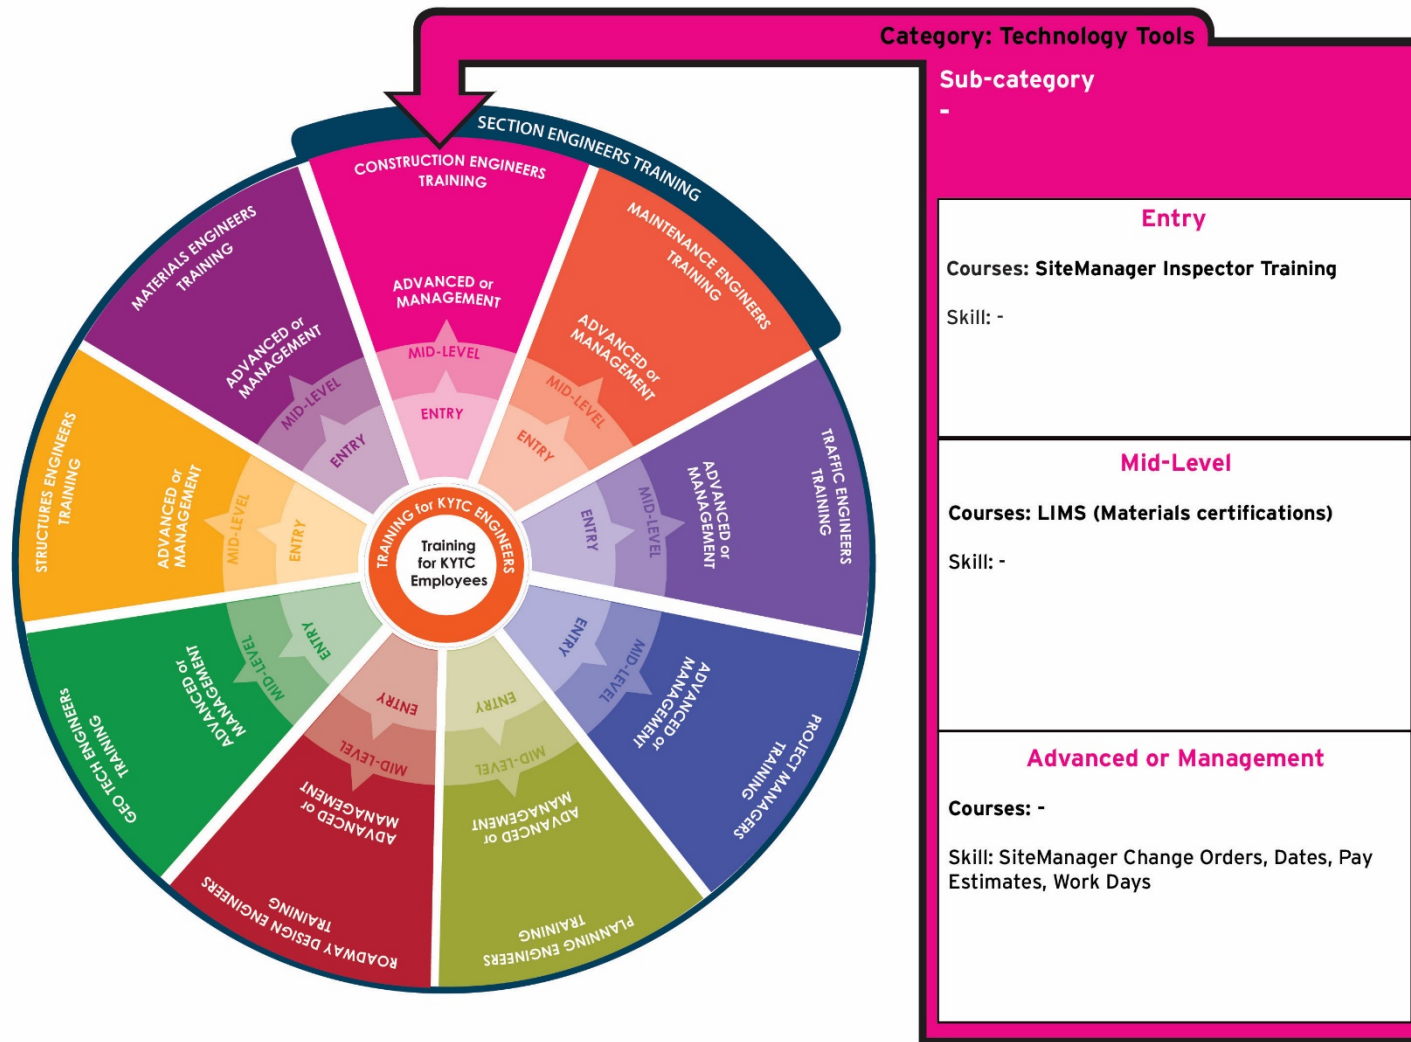 Category: Technology Tools
Sub-category
-
Entry
Courses: SiteManager Inspector Training
Skill: -
Mid-Level
Courses: LIMS (Materials certifications)
Skill: -
Advanced or Management
Courses: -
Skill: SiteManager Change Orders, Dates, Pay
Estimates, Work Days
SECTION ENGINEERS TRAINING
CONSTRUCTION ENGINEERS
TRAINING
ADVANCED or
MANAGEMENT
MID-LEVEL
ENTRY
MAINTENANCE ENGINEERS
TRAINING
ADVANCED or
MANAGEMENT
MID-LEVEL
ENTRY
TRAFFIC ENGINEERS
TRAINING
ADVANCED or
MANAGEMENT
MID-LEVEL
ENTRY
PROJECT MANAGERS
TRAINING
ADVANCED or
MANAGEMENT
MID-LEVEL
ENTRY
PLANNING ENGINEERS
TRAINING
ADVANCED or
MANAGEMENT
MID-LEVEL
ENTRY
ROADWAY DESIGN ENGINEERS
TRAINING
ADVANCED or
MANAGEMENT
MID-LEVEL
ENTRY
GEO TECH ENGINEERS
TRAINING
ADVANCED or
MANAGEMENT
MID-LEVEL
ENTRY
STRUCTURES ENGINEERS
TRAINING
ADVANCED or
MANAGEMENT
MID-LEVEL
ENTRY
MATERIALS ENGINEERS
TRAINING
ADVANCED or
MANAGEMENT
MID-LEVEL
ENTRY
TRAINING for KYTC ENGINEERS
Training
for KYTC
Employees